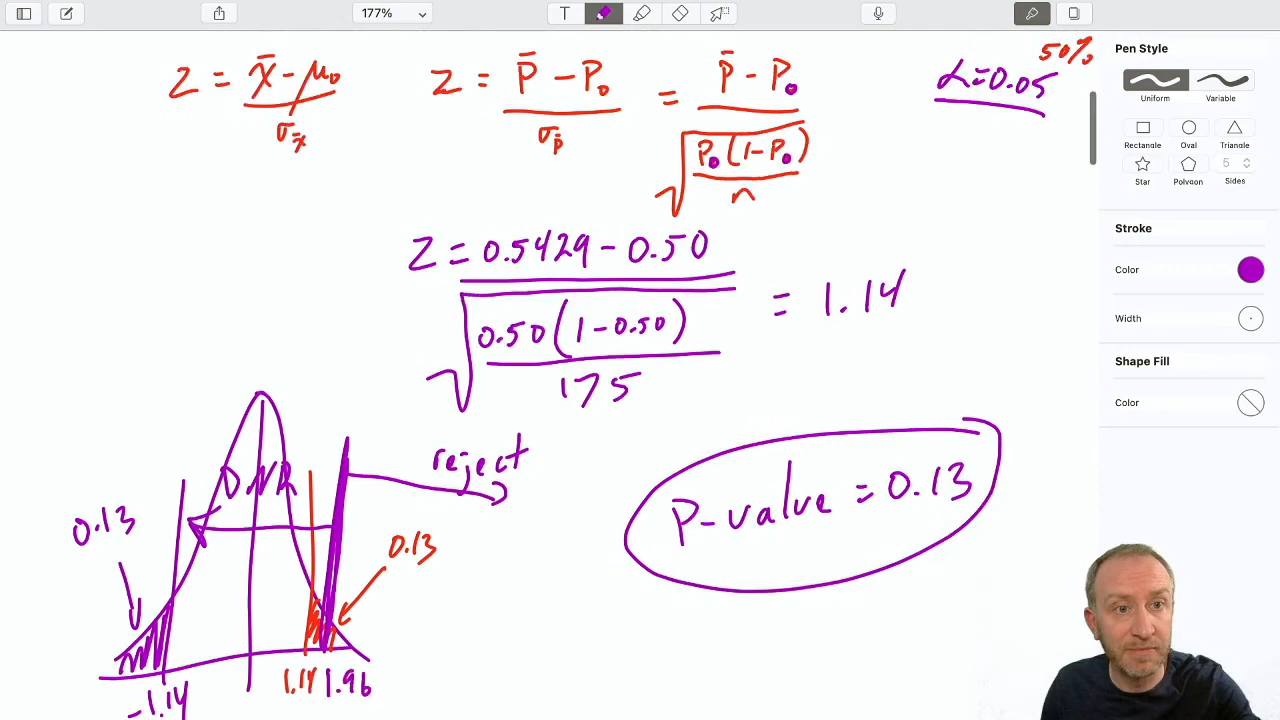 177%
T
Z = x̄ - μ₀ / σx̄
Z = P̄ - P₀ / σp̄ = P̄ - P₀ / √(P₀(1-P₀) / n)
50%
α=0.05
Z = 0.5429 - 0.50 / √(0.50(1-0.50) / 175) = 1.14
reject
D.N.R
0.13
0.13
P-value = 0.13
-1.14
1.14
1.96
Pen Style
Uniform
Variable
Rectangle
Oval
Triangle
Star
Polygon
5
Sides
Stroke
Color
Width
Shape Fill
Color